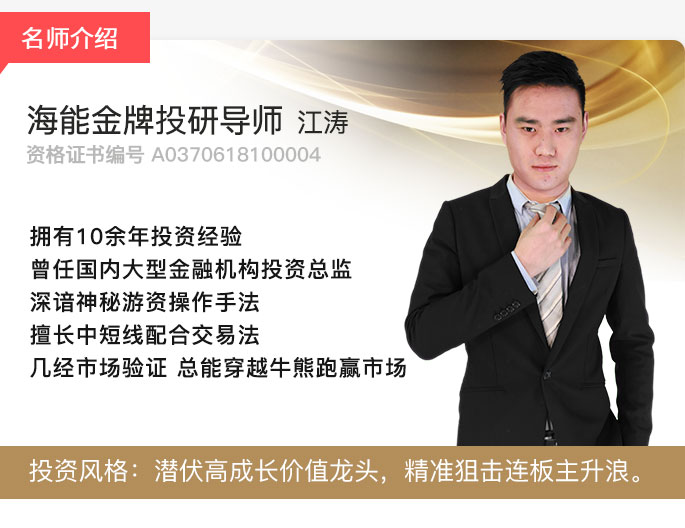 名师介绍
海能金牌投研导师 江涛
资格证书编号 A0370618100004
拥有10余年投资经验
曾任国内大型金融机构投资总监
深谙神秘游资操作手法
擅长中短线配合交易法
几经市场验证 总能穿越牛熊跑赢市场
投资风格：潜伏高成长价值龙头，精准狙击连板主升浪。